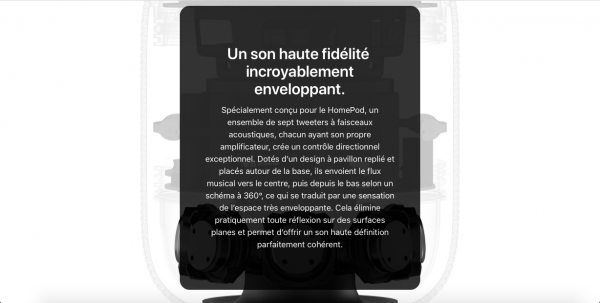 Un son haute fidélité
incroyablement
enveloppant.
Spécialement conçu pour le HomePod, un
ensemble de sept tweeters à faisceaux
acoustiques, chacun ayant son propre
amplificateur, crée un contrôle directionnel
exceptionnel. Dotés d'un design à pavillon replié et
placés autour de la base, ils envoient le flux
musical vers le centre, puis depuis le bas selon un
schéma à 360°, ce qui se traduit par une sensation
de l'espace très enveloppante. Cela élimine
pratiquement toute réflexion sur des surfaces
planes et permet d'offrir un son haute définition
parfaitement cohérent.